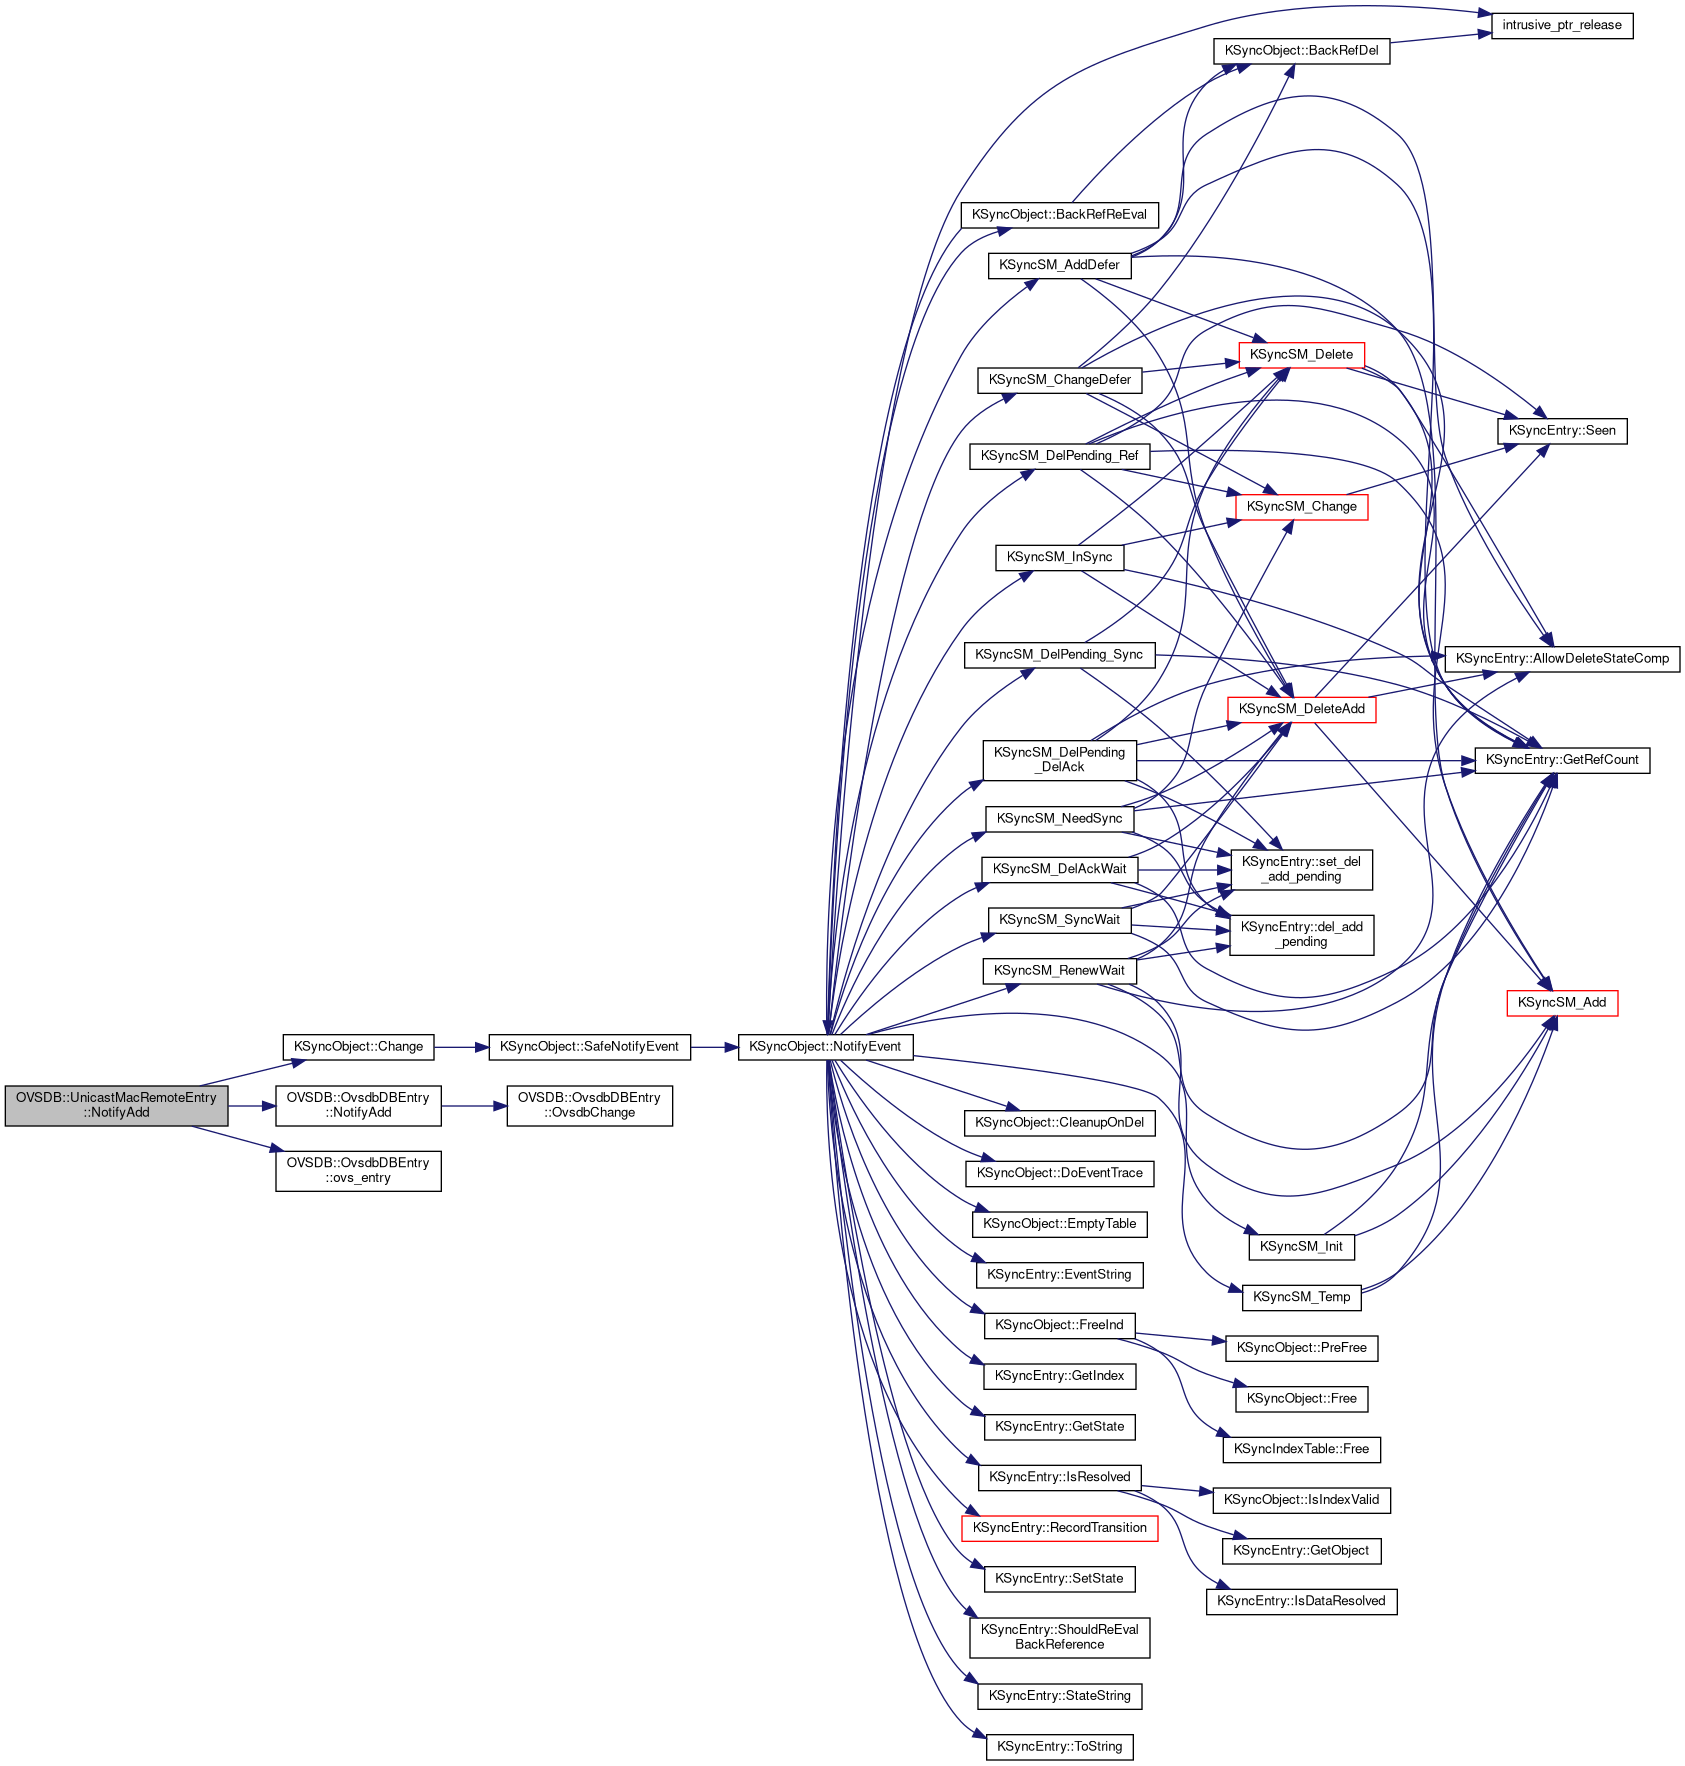 intrusive_ptr_release
KSyncObject::BackRefDel
KSyncObject::BackRefReEval
KSyncSM_AddDefer
KSyncSM_Delete
KSyncSM_ChangeDefer
KSyncEntry::Seen
KSyncSM_DelPending_Ref
KSyncSM_Change
KSyncSM_InSync
KSyncSM_DelPending_Sync
KSyncEntry::AllowDeleteStateComp
KSyncSM_DeleteAdd
KSyncSM_DelPending
_DelAck
KSyncEntry::GetRefCount
KSyncSM_NeedSync
KSyncSM_DelAckWait
KSyncEntry::set_del
_add_pending
KSyncSM_SyncWait
KSyncEntry::del_add
_pending
KSyncSM_RenewWait
KSyncSM_Add
KSyncObject::Change
KSyncObject::SafeNotifyEvent
KSyncObject::NotifyEvent
OVSDB::UnicastMacRemoteEntry
::NotifyAdd
OVSDB::OvsdbDBEntry
::NotifyAdd
OVSDB::OvsdbDBEntry
::OvsdbChange
KSyncObject::CleanupOnDel
OVSDB::OvsdbDBEntry
::ovs_entry
KSyncObject::DoEventTrace
KSyncObject::EmptyTable
KSyncSM_Init
KSyncEntry::EventString
KSyncSM_Temp
KSyncObject::FreeInd
KSyncObject::PreFree
KSyncEntry::GetIndex
KSyncObject::Free
KSyncEntry::GetState
KSyncIndexTable::Free
KSyncEntry::IsResolved
KSyncObject::IsIndexValid
KSyncEntry::RecordTransition
KSyncEntry::GetObject
KSyncEntry::SetState
KSyncEntry::IsDataResolved
KSyncEntry::ShouldReEval
BackReference
KSyncEntry::StateString
KSyncEntry::ToString